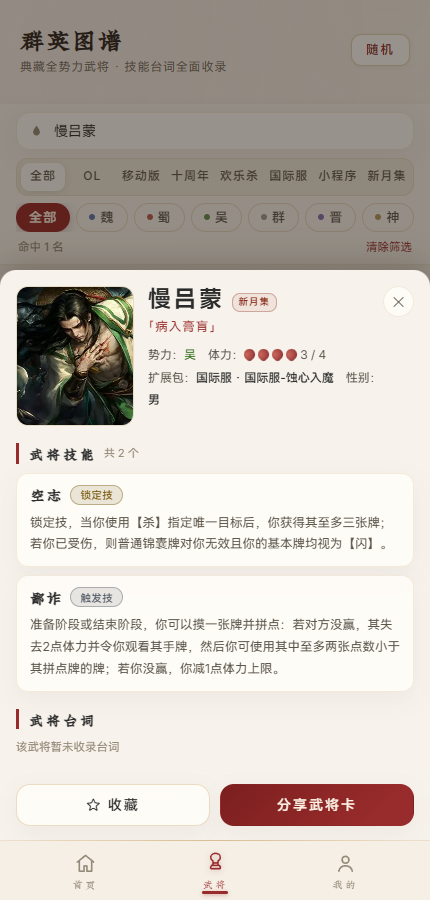 群英图谱
典藏全势力武将 · 技能台词全面收录
随机
慢吕蒙
全部 OL 移动版 十周年 欢乐杀 国际服 小程序 新月集
全部 魏 蜀 吴 群 晋 神
命中 1 名 清除筛选
慢吕蒙 新月集
「病入膏肓」
势力: 吴 体力: 3 / 4
扩展包: 国际服 · 国际服-蚀心入魔 性别:
男
武将技能 共 2 个
空志 锁定技
锁定技，当你使用【杀】指定唯一目标后，你获得其至多三张牌；
若你已受伤，则普通锦囊牌对你无效且你的基本牌均视为【闪】。
鄱诈 触发技
准备阶段或结束阶段，你可以摸一张牌并拼点：若对方没赢，其失
去2点体力并令你观看其手牌，然后你可使用其中至多两张点数小于
其拼点牌的牌；若你没赢，你减1点体力上限。
武将台词
该武将暂未收录台词
收藏 分享武将卡
首页 武将 我的